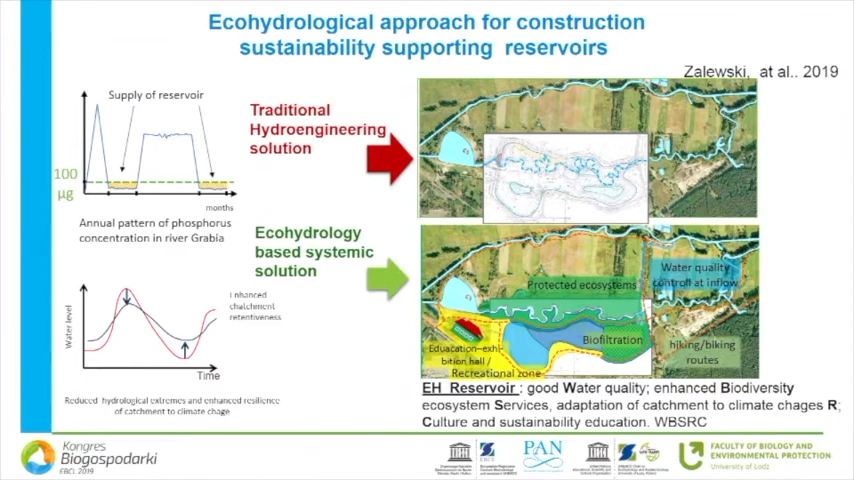 Ecohydrological approach for construction
sustainability supporting reservoirs
Zalewski, at al.. 2019
Supply of reservoir
100
µg
months
Annual pattern of phosphorus
concentration in river Grabia
Traditional
Hydroengineering
solution
Ecohydrology
based systemic
solution
Water level
Time
Enhanced
chatchment
retentiveness
Reduced hydrological extremes and enhanced resilience
of catchment to climate chage
Protected ecosystems
Water quality
controll at inflow
Biofiltration
Eduacation–exhi-
bition hall /
Recreational zone
hiking/biking
routes
EH Reservoir : good Water quality; enhanced Biodiversity
ecosystem Services, adaptation of catchment to climate chages R;
Culture and sustainability education. WBSRC
Kongres
Biogospodarki
EBCL 2019
PAN
FACULTY OF BIOLOGY AND
ENVIRONMENTAL PROTECTION
University of Lodz